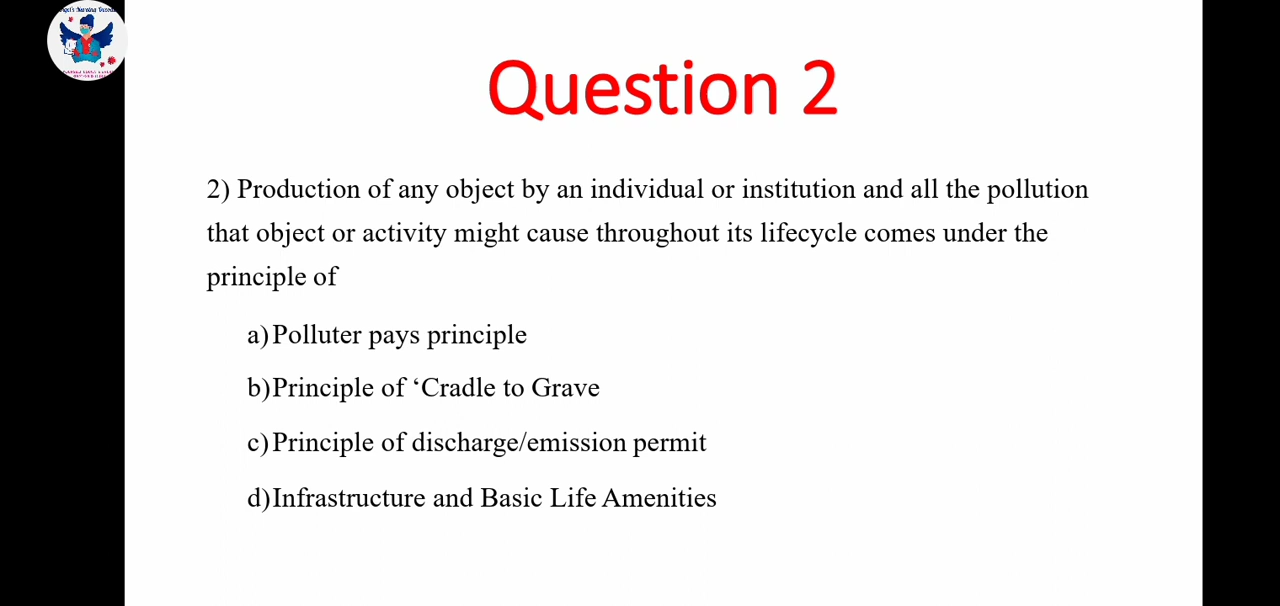 Question 2
2) Production of any object by an individual or institution and all the pollution
that object or activity might cause throughout its lifecycle comes under the
principle of
a) Polluter pays principle
b) Principle of ‘Cradle to Grave
c) Principle of discharge/emission permit
d) Infrastructure and Basic Life Amenities